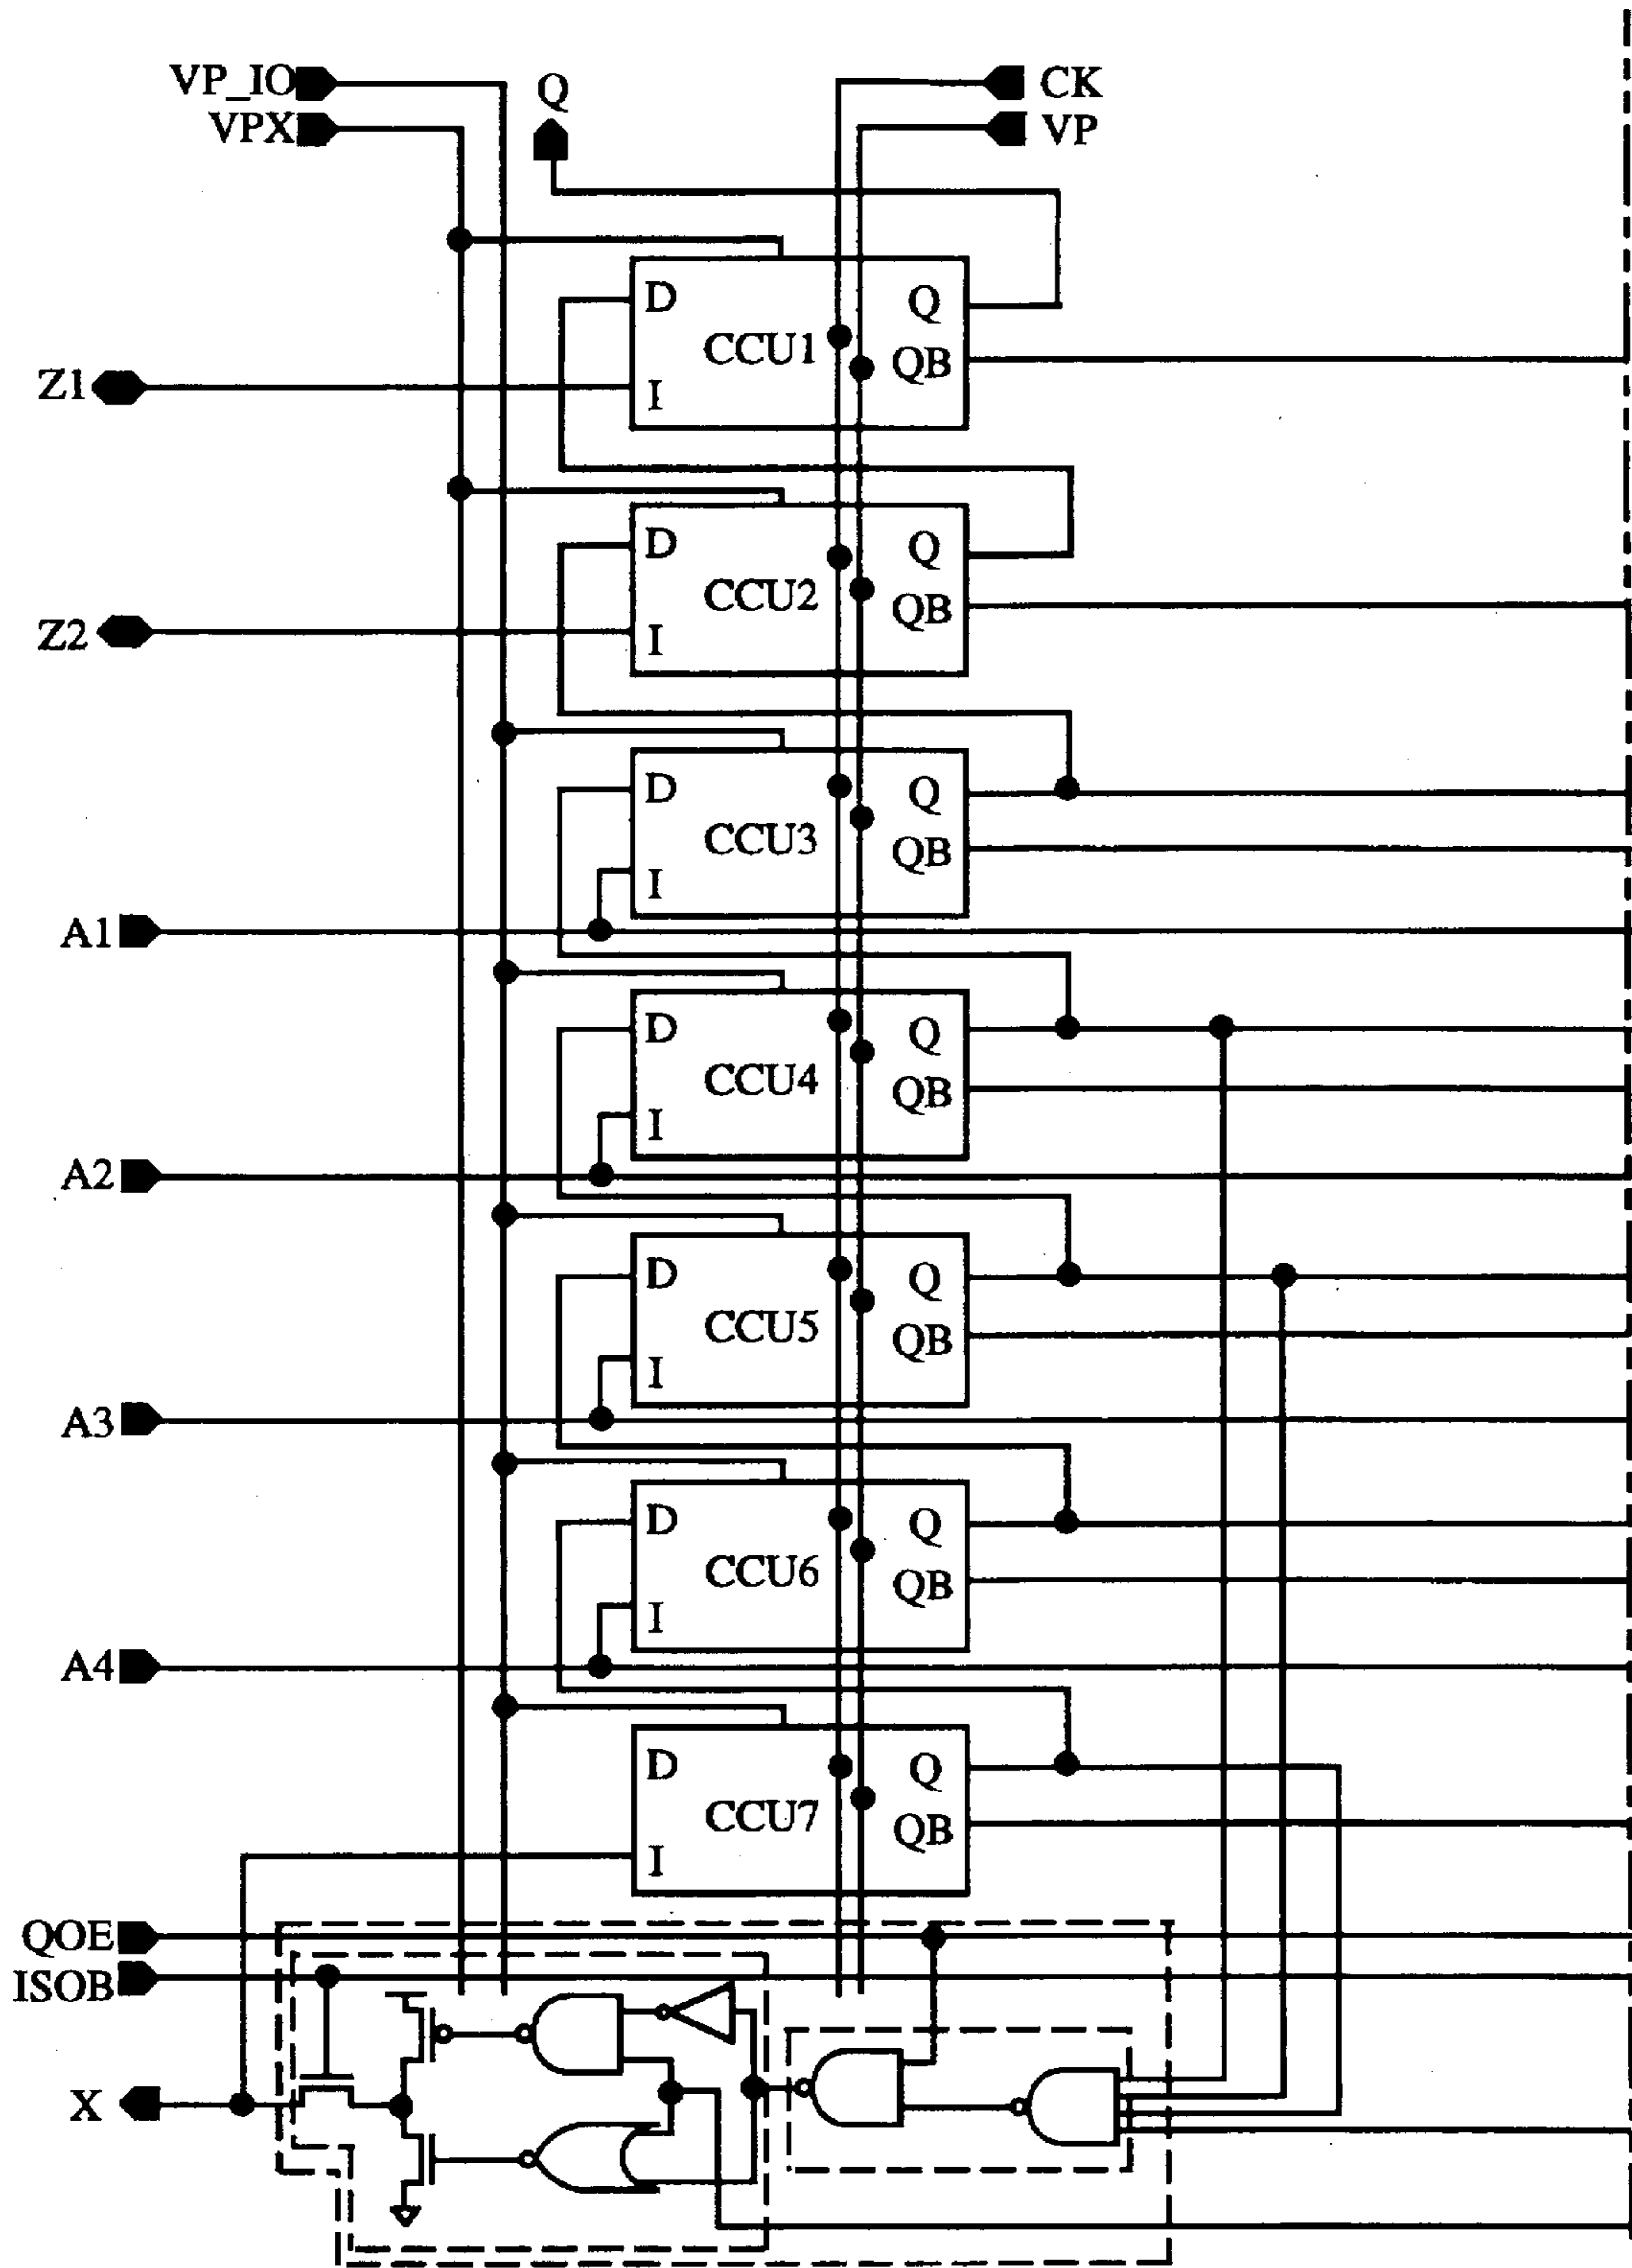 VP_IO
Q
CK
VPX
VP
D
Q
CCU1
QB
Z1
I
D
Q
CCU2
QB
Z2
I
D
Q
CCU3
QB
I
A1
D
Q
CCU4
QB
I
A2
D
Q
CCU5
QB
I
A3
D
Q
CCU6
QB
I
A4
D
Q
CCU7
QB
I
QOE
ISOB
X